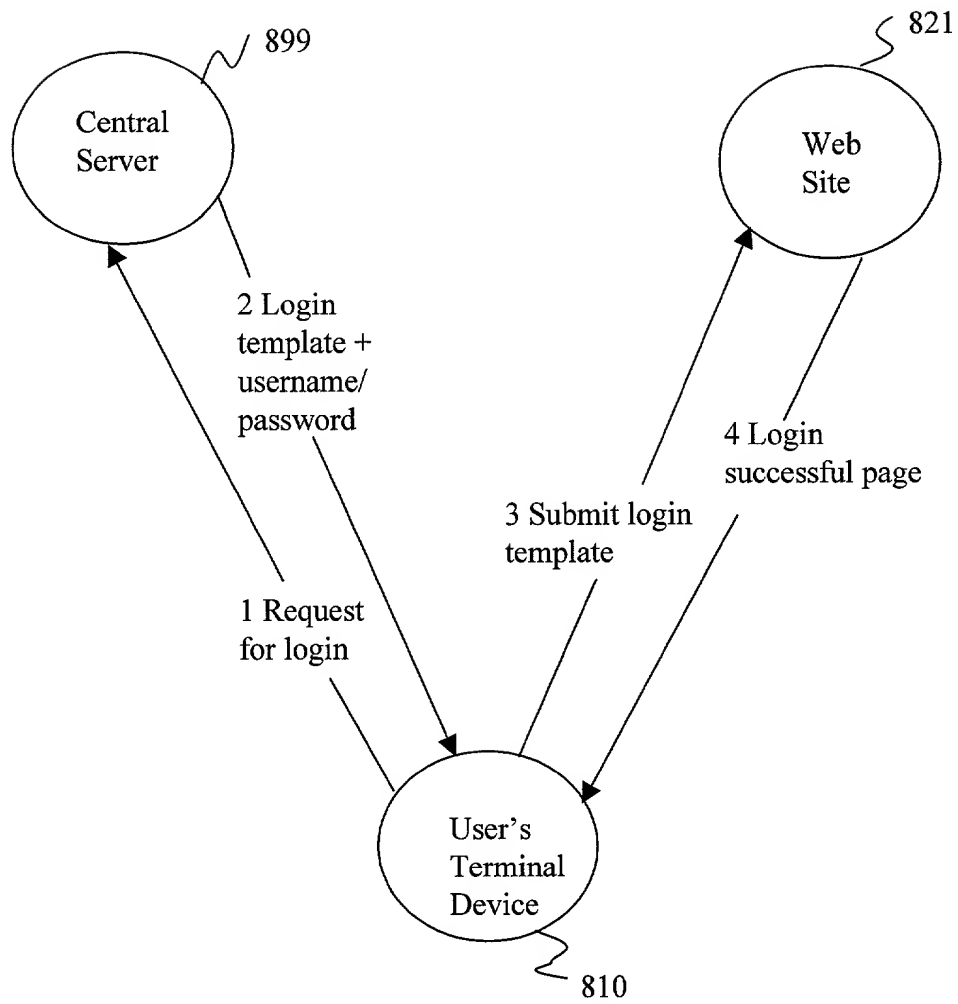 899
821
Central
Server
Web
Site
2 Login
template +
username/
password
4 Login
successful page
3 Submit login
template
1 Request
for login
User's
Terminal
Device
810